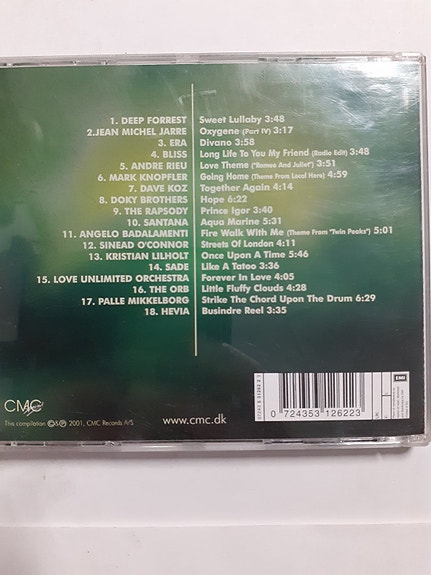 1. DEEP FORREST Sweet Lullaby 3:48
2.JEAN MICHEL JARRE Oxygene (Part IV) 3:17
3. ERA Divano 3:58
4. BLISS Long Life To You My Friend (Radio Edit) 3:48
5. ANDRE RIEU Love Theme ("Romeo And Juliet") 3:51
6. MARK KNOPFLER Going Home (Theme From Local Hero) 4:59
7. DAVE KOZ Together Again 4:14
8. DOKY BROTHERS Hope 6:22
9. THE RAPSODY Prince Igor 3:40
10. SANTANA Aqua Marine 5:31
11. ANGELO BADALAMENTI Fire Walk With Me (Theme From "Twin Peaks") 5:01
12. SINEAD O'CONNOR Streets Of London 4:11
13. KRISTIAN LILHOLT Once Upon A Time 5:46
14. SADE Like A Tatoo 3:36
15. LOVE UNLIMITED ORCHESTRA Forever In Love 4:05
16. THE ORB Little Fluffy Clouds 4:28
17. PALLE MIKKELBORG Strike The Chord Upon The Drum 6:29
18. HEVIA Busindre Reel 3:35
EMI
CMC
0 724353 126223
This compilation ©&℗ 2001, CMC Records A/S
www.cmc.dk